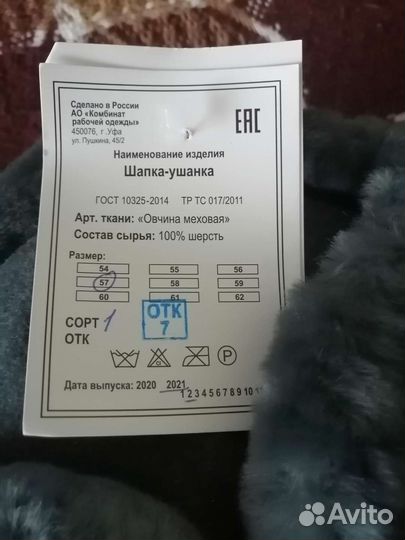 Сделано в России
АО «Комбинат
рабочей одежды»
450076, г .Уфа
ул. Пушкина, 45/2
EAC
Наименование изделия
Шапка-ушанка
ГОСТ 10325-2014 ТР ТС 017/2011
Арт. ткани: «Овчина меховая»
Состав сырья: 100% шерсть
Размер:
54 55 56
57 58 59
60 61 62
СОРТ 1
ОТК
ОТК
7
P
Дата выпуска: 2020 2021
1 2 3 4 5 6 7 8 9 10
Avito